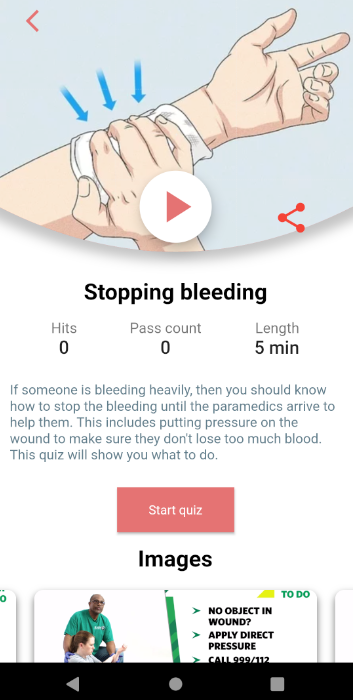 Stopping bleeding
Hits
Pass count
Length
0
0
5 min
If someone is bleeding heavily, then you should know
how to stop the bleeding until the paramedics arrive to
help them. This includes putting pressure on the
wound to make sure they don't lose too much blood.
This quiz will show you what to do.
Start quiz
Images
O
TO DO
NO OBJECT IN
WOUND?
APPLY DIRECT
PRESSURE
CALL 999/112